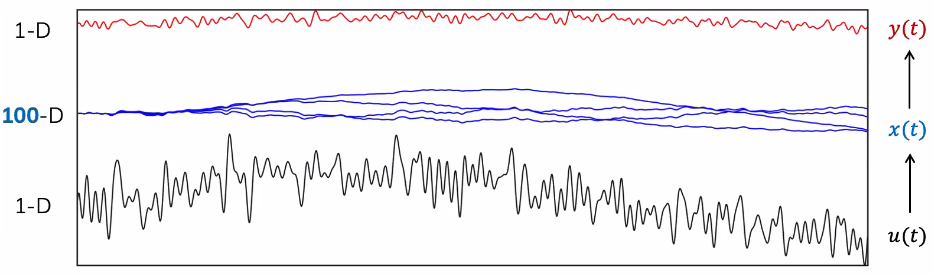 1-D
y(t)
100-D
x(t)
1-D
u(t)